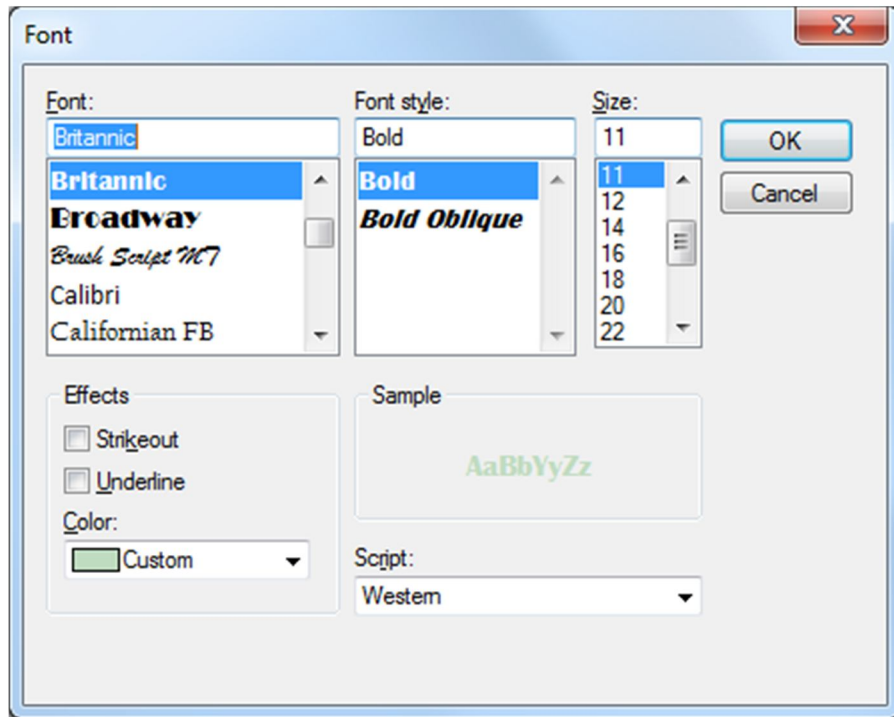 Font
Font: Font style: Size:
Britannic Bold 11 OK
Britannic Bold 11 Cancel
Broadway Bold Oblique 12
Brush Script MT 14
Calibri 16
Californian FB 18
20
22
Effects Sample
Strikeout
Underline
AaBbYyZz
Color:
Custom
Script:
Western